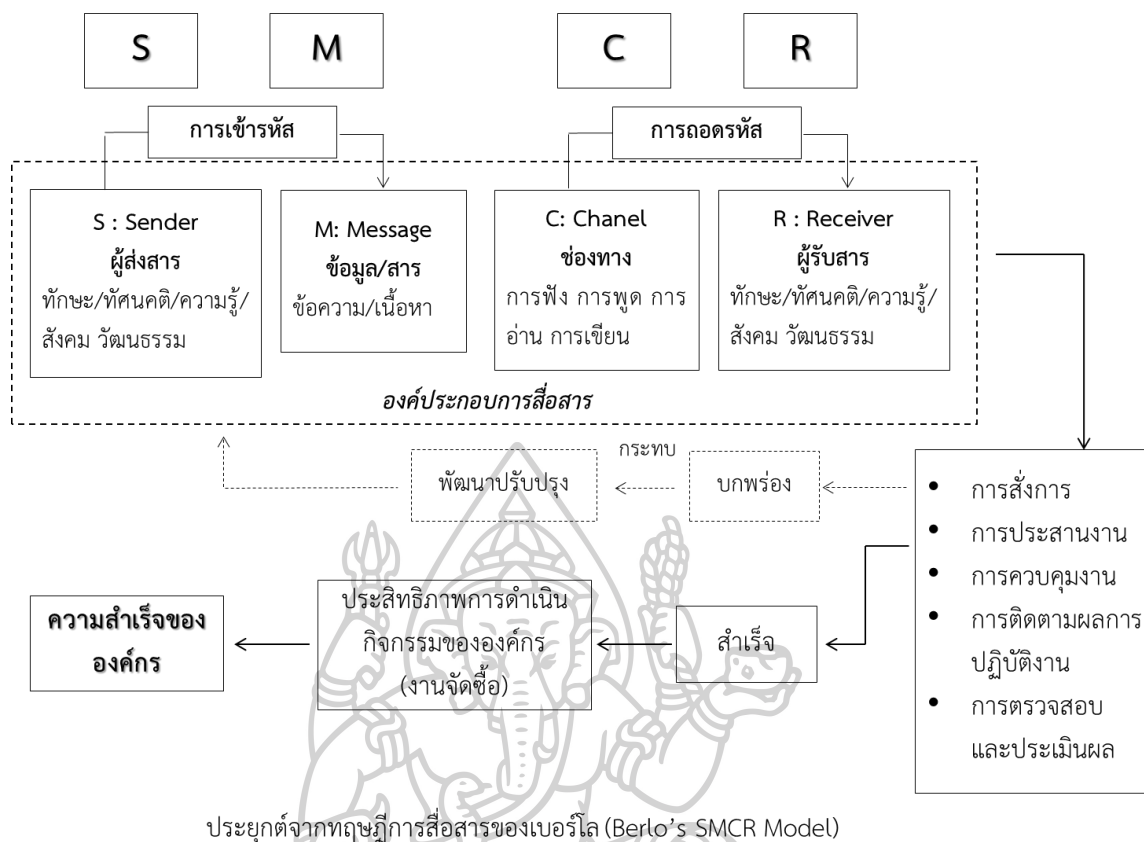 S
M
C
R
การเข้ารหัส
การถอดรหัส
S : Sender
ผู้ส่งสาร
ทักษะ/ทัศนคติ/ความรู้/
สังคม วัฒนธรรม
M: Message
ข้อมูล/สาร
ข้อความ/เนื้อหา
C: Chanel
ช่องทาง
การฟัง การพูด การ
อ่าน การเขียน
R : Receiver
ผู้รับสาร
ทักษะ/ทัศนคติ/ความรู้/
สังคม วัฒนธรรม
องค์ประกอบการสื่อสาร
พัฒนาปรับปรุง
กระทบ
บกพร่อง
• การสั่งการ
• การประสานงาน
• การควบคุมงาน
• การติดตามผลการ
ปฏิบัติงาน
• การตรวจสอบ
และประเมินผล
ความสำเร็จของ
องค์กร
ประสิทธิภาพการดำเนิน
กิจกรรมขององค์กร
(งานจัดซื้อ)
สำเร็จ
ประยุกต์จากทฤษฎีการสื่อสารของเบอร์โล (Berlo's SMCR Model)